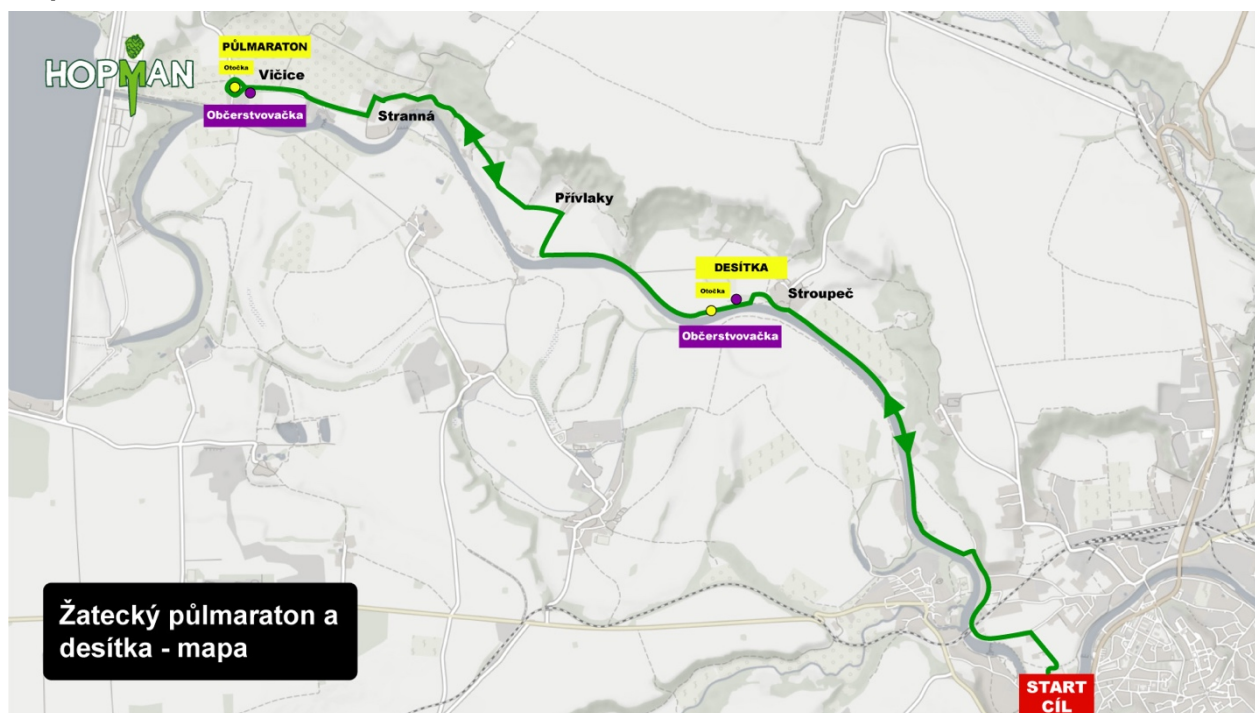 PŮLMARATON
HOPMAN
Otočka
Vičice
Občerstvovačka
Stranná
Přívlaky
DESÍTKA
Otočka
Stroupeč
Občerstvovačka
Žatecký půlmaraton a
desítka - mapa
START
CÍL